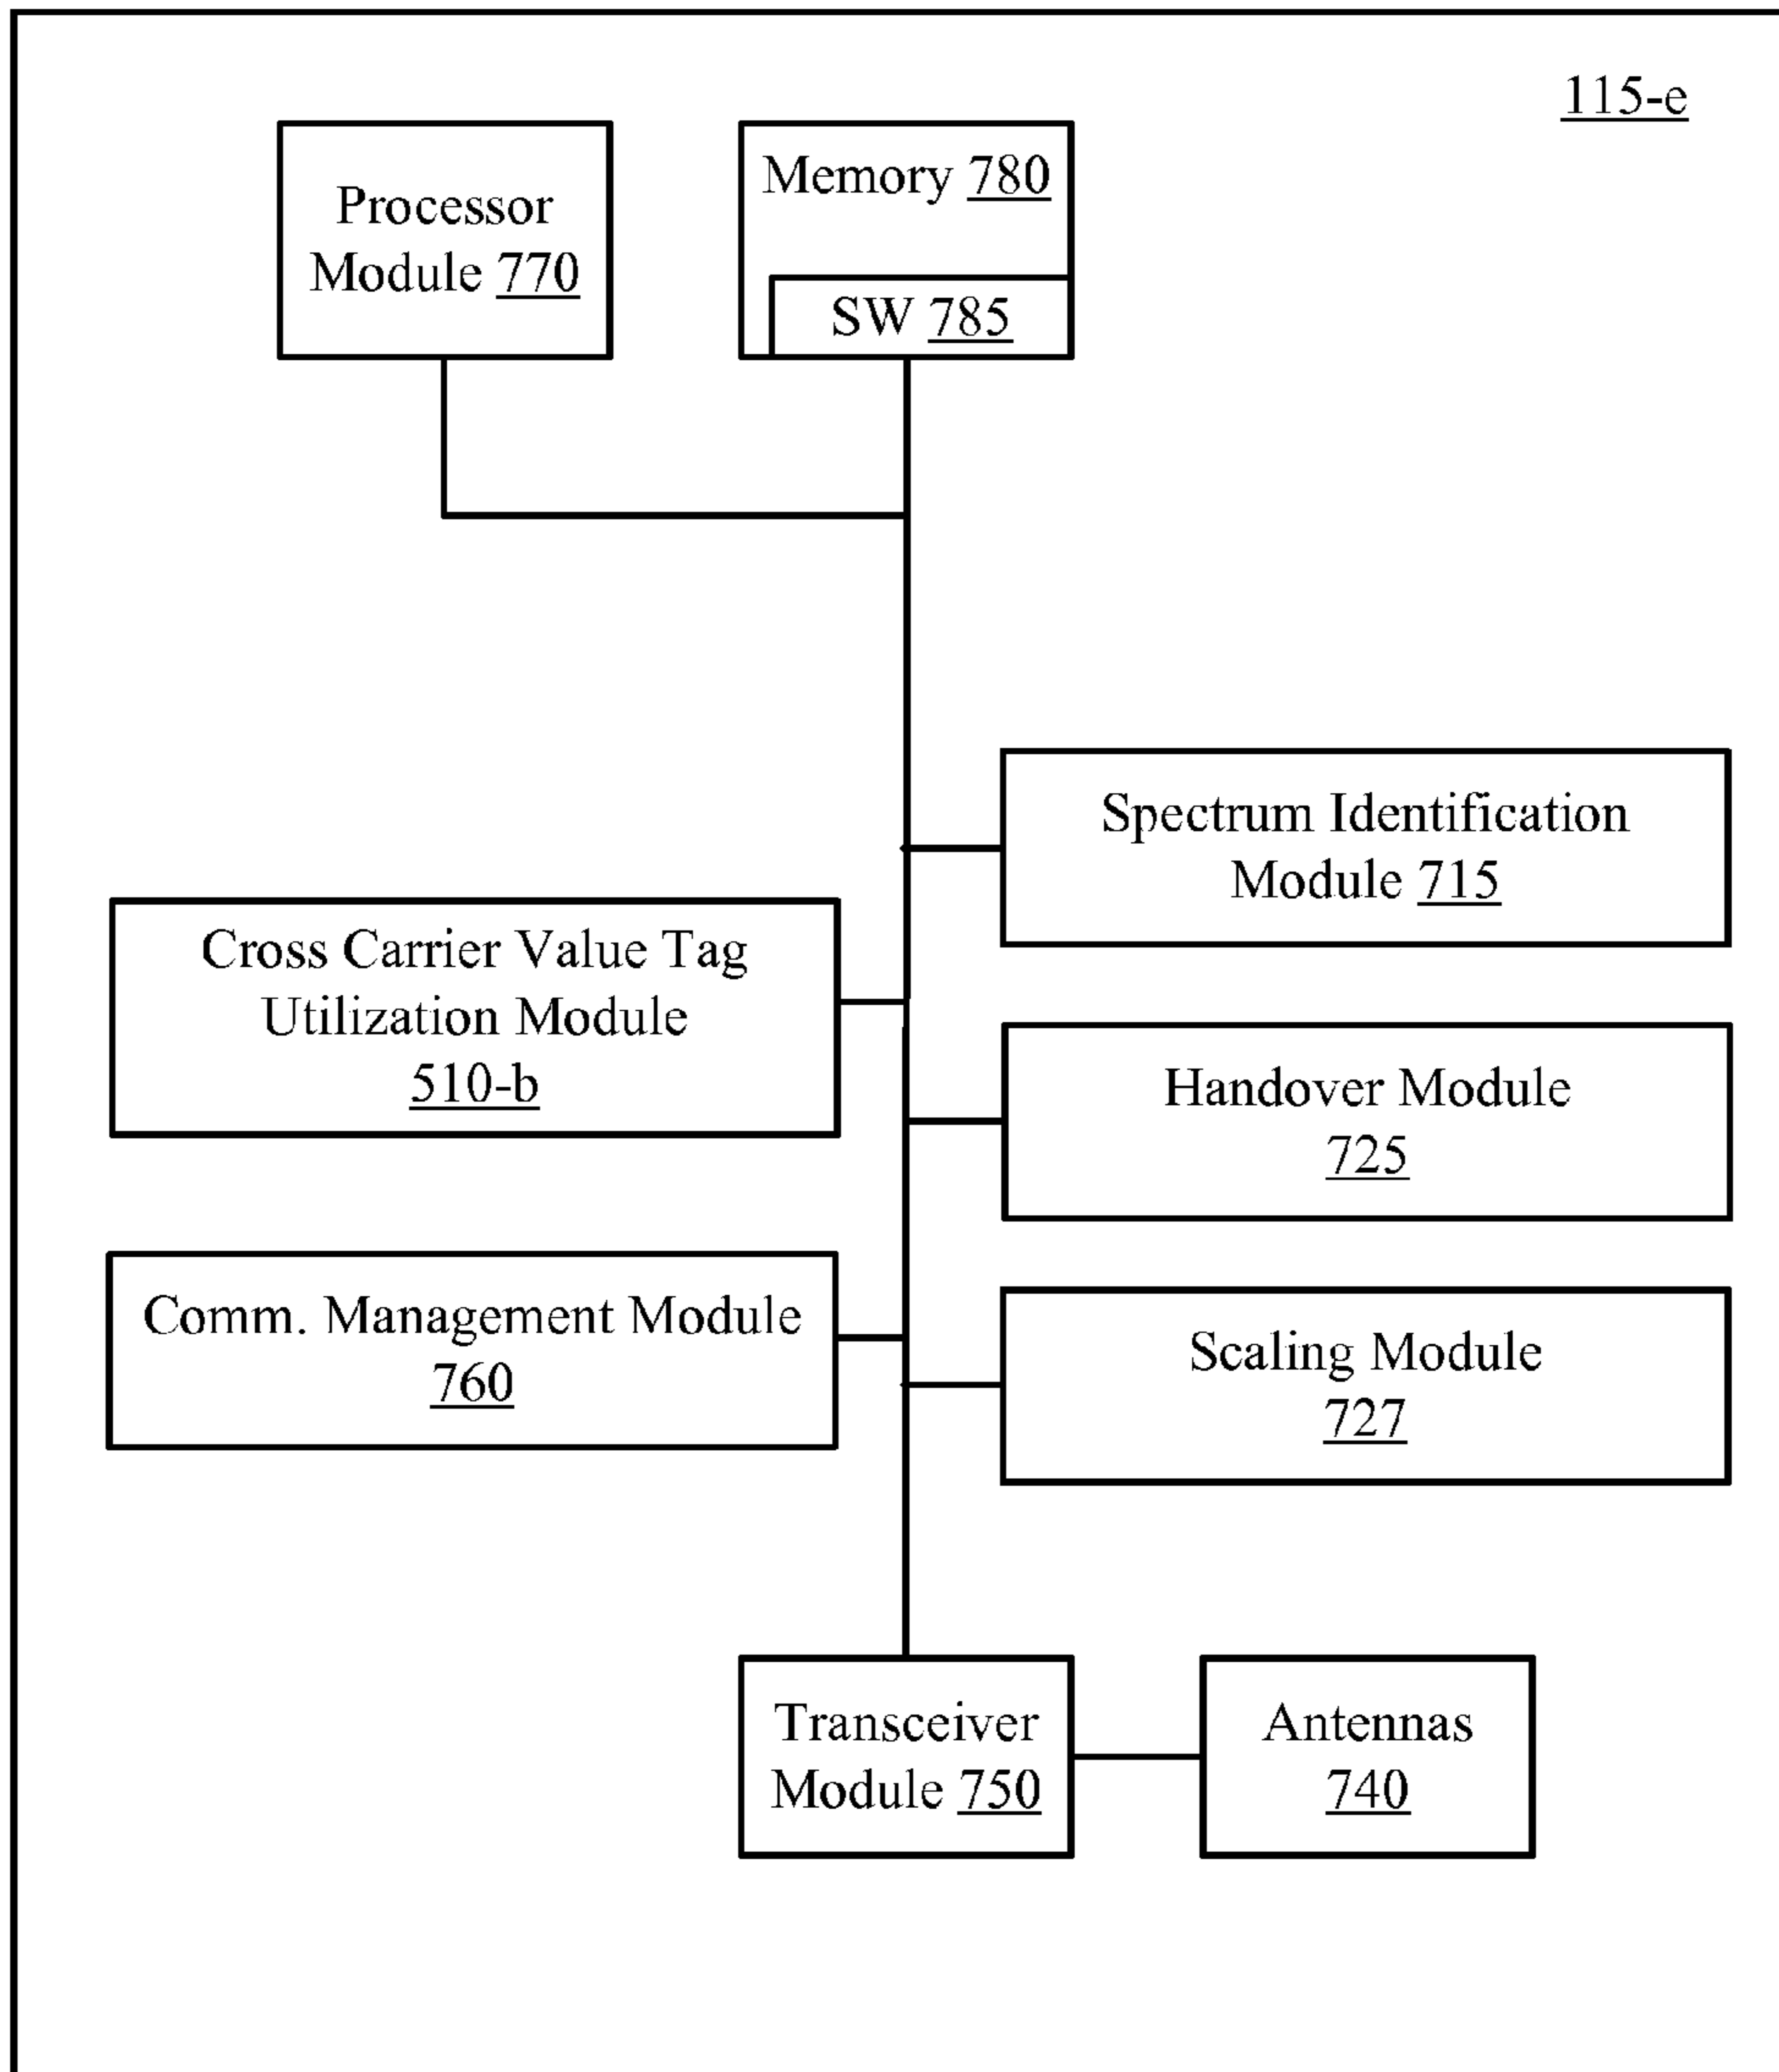 115-e
Processor
Module 770
Memory 780
SW 785
Spectrum Identification
Module 715
Cross Carrier Value Tag
Utilization Module
510-b
Handover Module
725
Comm. Management Module
760
Scaling Module
727
Transceiver
Module 750
Antennas
740